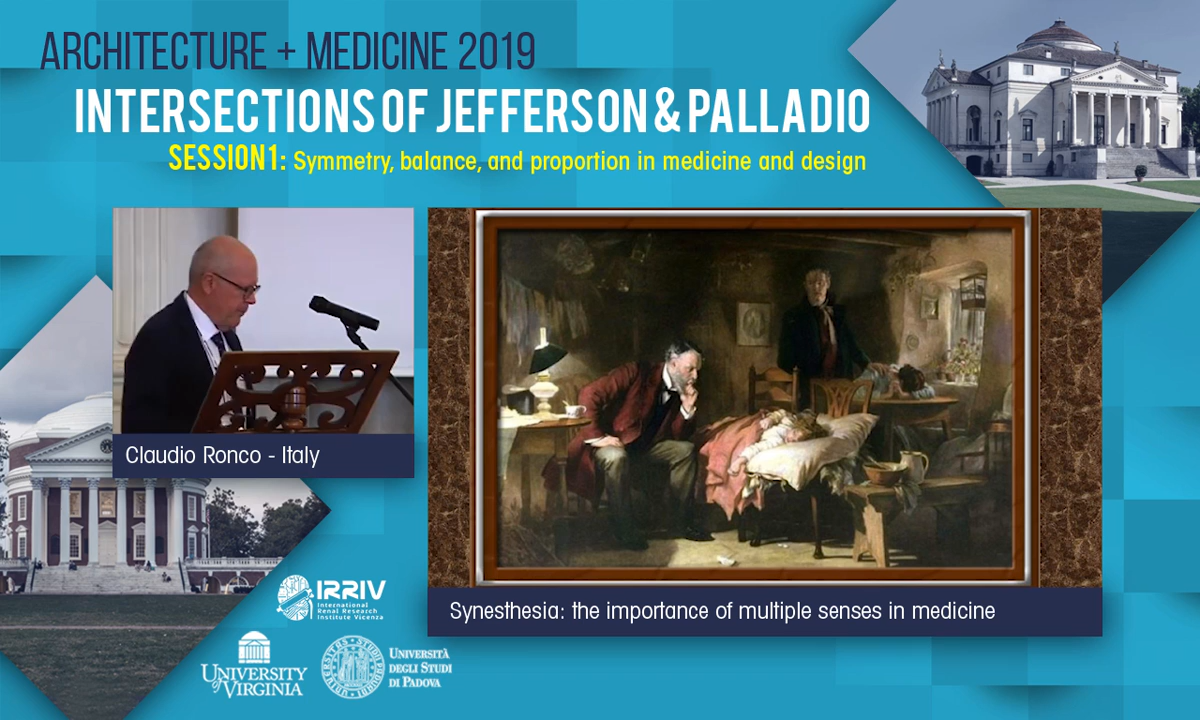 ARCHITECTURE + MEDICINE 2019
INTERSECTIONS OF JEFFERSON & PALLADIO
SESSION1: Symmetry, balance, and proportion in medicine and design
Claudio Ronco - Italy
Synesthesia: the importance of multiple senses in medicine
IRRIV
International
Renal Research
Institute Vicenza
UNIVERSITY
of VIRGINIA
UNIVERSITÀ
DEGLI STUDI
DI PADOVA